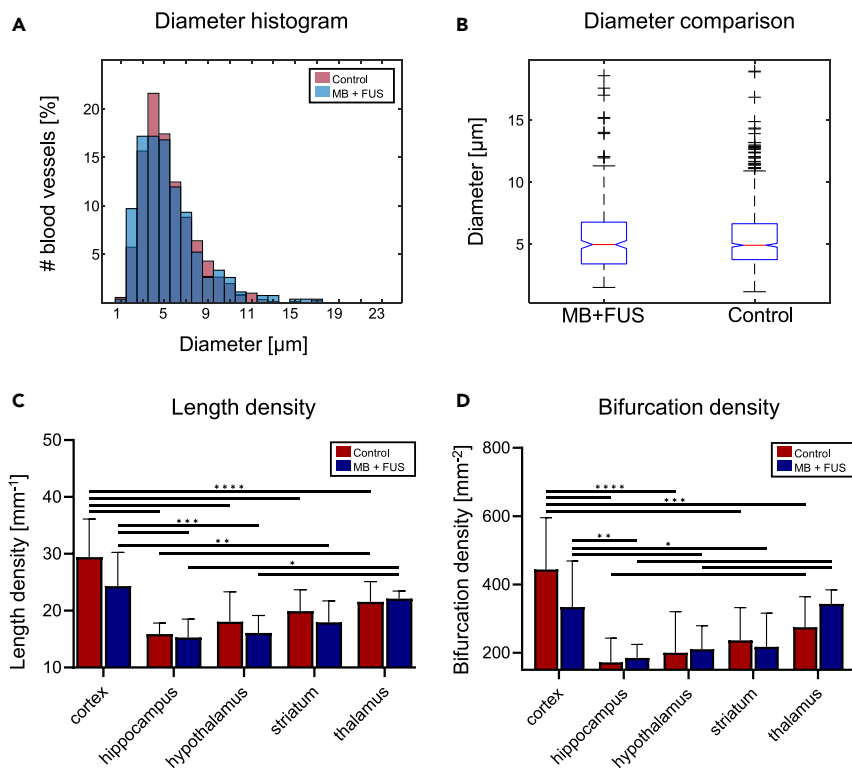 A
Diameter histogram
Control
MB + FUS
# blood vessels [%]
20
15
10
5
1
5
9
11
15
19
23
Diameter [µm]
B
Diameter comparison
Diameter [µm]
15
10
5
MB+FUS
Control
C
Length density
Control
MB + FUS
Length density [mm-1]
50
40
30
20
10
****
***
**
*
cortex
hippocampus
hypothalamus
striatum
thalamus
D
Bifurcation density
Control
MB + FUS
Bifurcation density [mm-2]
800
600
400
200
****
***
**
*
cortex
hippocampus
hypothalamus
striatum
thalamus